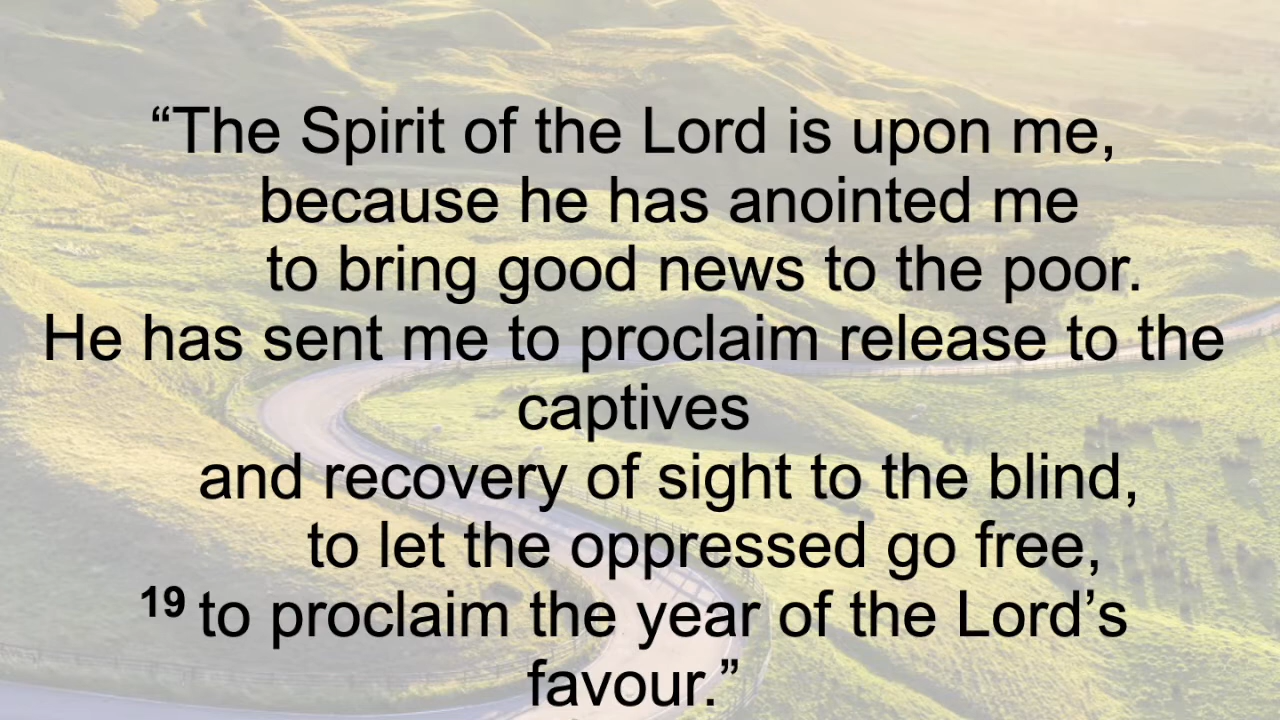 “The Spirit of the Lord is upon me,
because he has anointed me
to bring good news to the poor.
He has sent me to proclaim release to the
captives
and recovery of sight to the blind,
to let the oppressed go free,
19 to proclaim the year of the Lord’s
favour.”